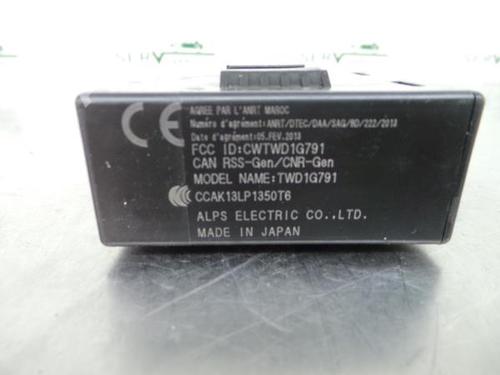 CE
AGREE PAR L'ANRT MAROC
Numéro d'agrément:ANRT/DTEC/DAA/SAG/RD/222/2013
Date d'agrément:05.FEV.2013
FCC ID:CWTWD1G791
CAN RSS-Gen/CNR-Gen
MODEL NAME:TWD1G791
CCAK13LP1350T6
ALPS ELECTRIC CO.,LTD.
MADE IN JAPAN